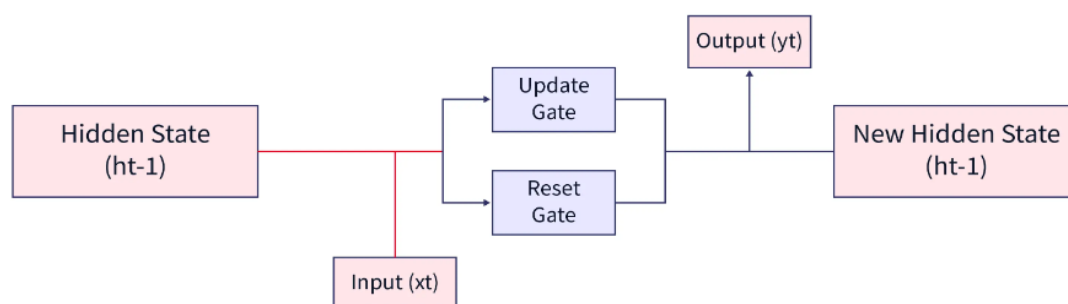 Output (yt)
Update
Gate
Hidden State
(ht-1)
New Hidden State
(ht-1)
Reset
Gate
Input (xt)